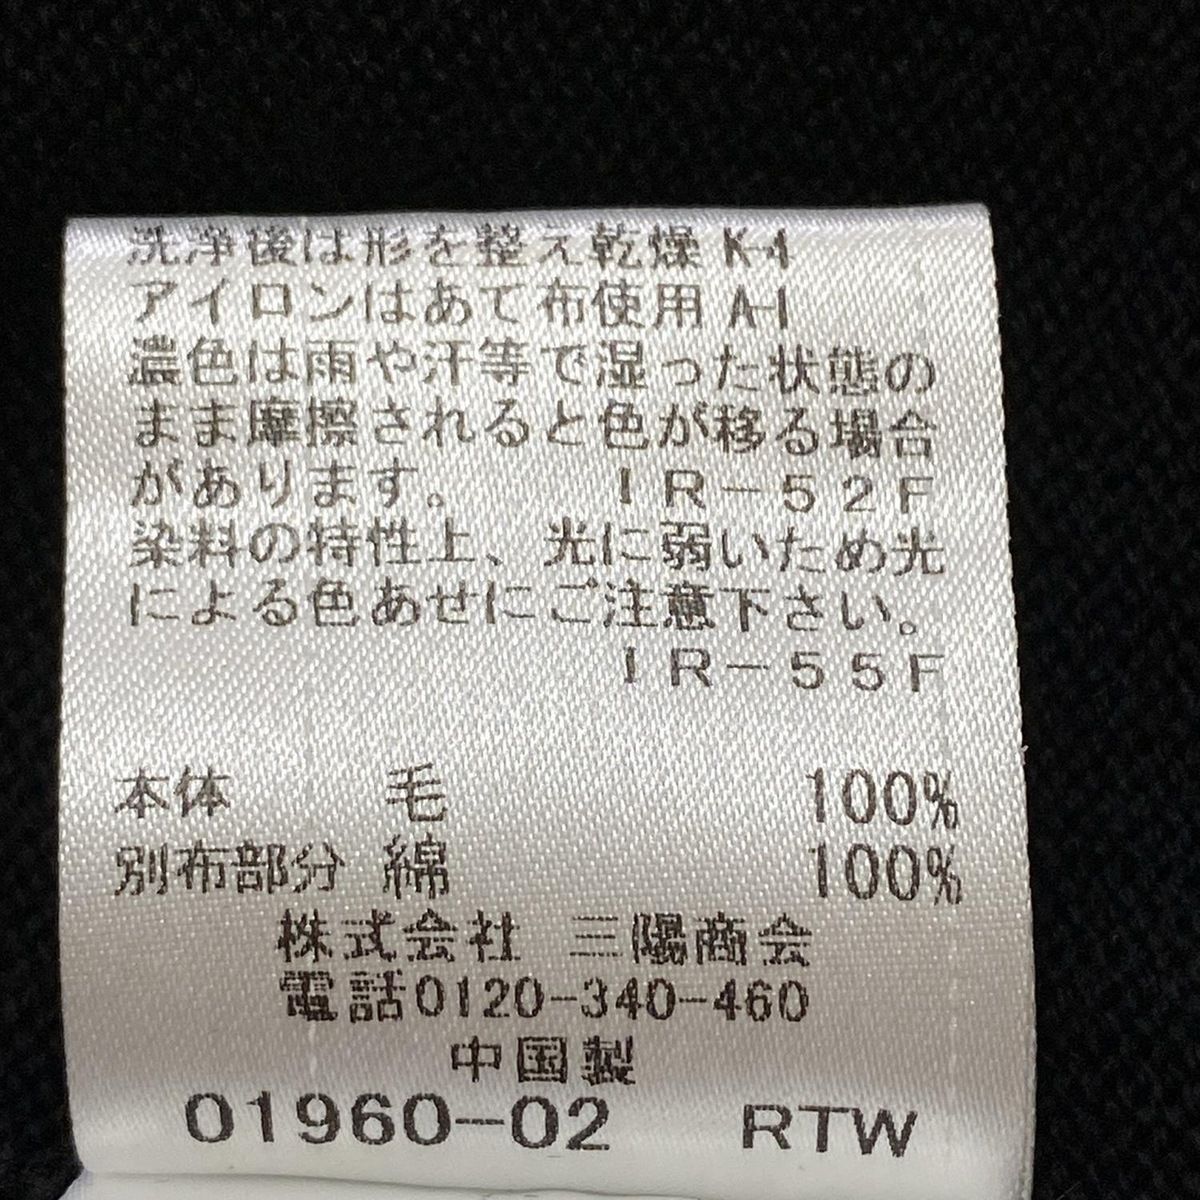 洗浄後は形を整え乾燥 K-4
アイロンはあて布使用 A-1
濃色は雨や汗等で湿った状態の
まま摩擦されると色が移る場合
があります。 IR-52F
染料の特性上、光に弱いため光
による色あせにご注意下さい。
IR-55F
本体 毛 100%
別布部分 綿 100%
株式会社 三陽商会
電話0120-340-460
中国製
01960-02 RTW